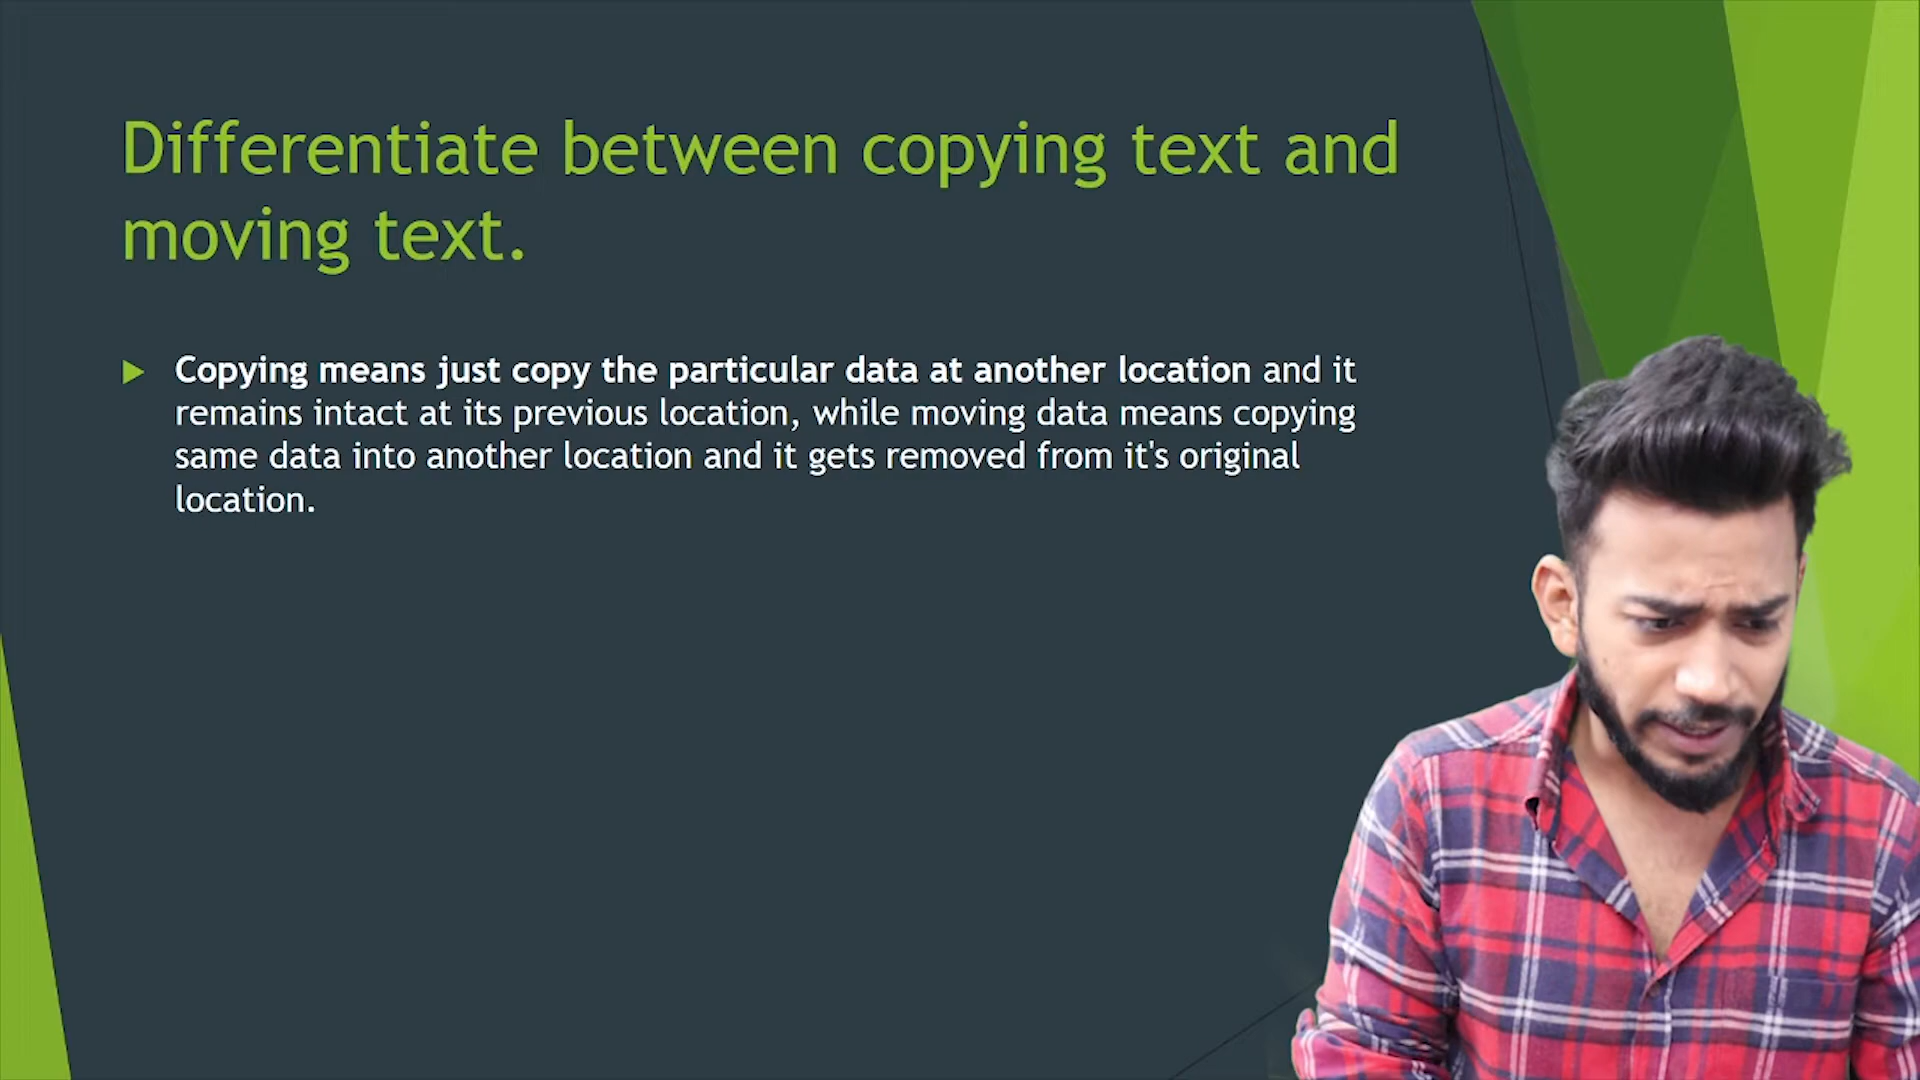 Differentiate between copying text and
moving text.
Copying means just copy the particular data at another location and it
remains intact at its previous location, while moving data means copying
same data into another location and it gets removed from it's original
location.